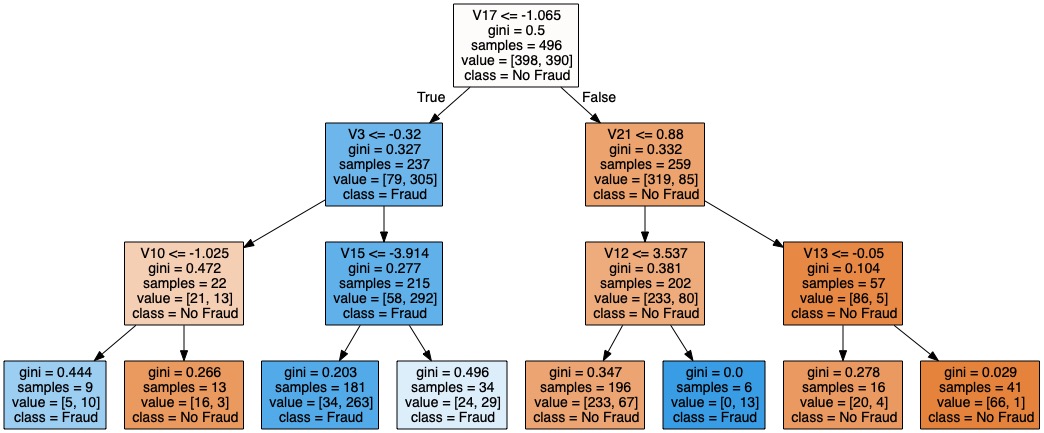 V17 <= -1.065
gini = 0.5
samples = 496
value = [398, 390]
class = No Fraud
True
False
V3 <= -0.32
gini = 0.327
samples = 237
value = [79, 305]
class = Fraud
V21 <= 0.88
gini = 0.332
samples = 259
value = [319, 85]
class = No Fraud
V10 <= -1.025
gini = 0.472
samples = 22
value = [21, 13]
class = No Fraud
V15 <= -3.914
gini = 0.277
samples = 215
value = [58, 292]
class = Fraud
V12 <= 3.537
gini = 0.381
samples = 202
value = [233, 80]
class = No Fraud
V13 <= -0.05
gini = 0.104
samples = 57
value = [86, 5]
class = No Fraud
gini = 0.444
samples = 9
value = [5, 10]
class = Fraud
gini = 0.266
samples = 13
value = [16, 3]
class = No Fraud
gini = 0.203
samples = 181
value = [34, 263]
class = Fraud
gini = 0.496
samples = 34
value = [24, 29]
class = Fraud
gini = 0.347
samples = 196
value = [233, 67]
class = No Fraud
gini = 0.0
samples = 6
value = [0, 13]
class = Fraud
gini = 0.278
samples = 16
value = [20, 4]
class = No Fraud
gini = 0.029
samples = 41
value = [66, 1]
class = No Fraud